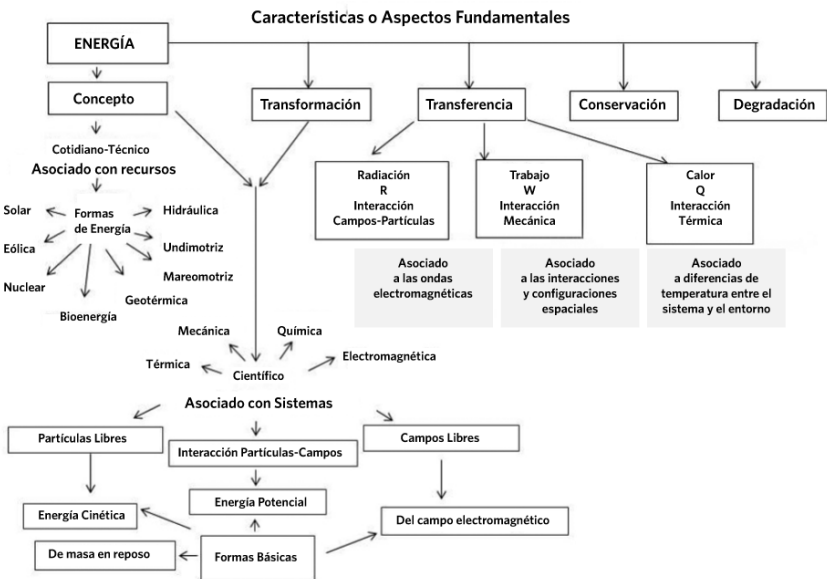 Características o Aspectos Fundamentales
ENERGÍA
Concepto
Transformación
Transferencia
Conservación
Degradación
Cotidiano-Técnico
Asociado con recursos
Formas
de Energía
Solar
Eólica
Nuclear
Bioenergía
Geotérmica
Mareomotriz
Undimotriz
Hidráulica
Radiación
R
Interacción
Campos-Partículas
Trabajo
W
Interacción
Mecánica
Calor
Q
Interacción
Térmica
Asociado
a las ondas
electromagnéticas
Asociado
a las interacciones
y configuraciones
espaciales
Asociado
a diferencias de
temperatura entre el
sistema y el entorno
Mecánica
Química
Térmica
Electromagnética
Científico
Asociado con Sistemas
Partículas Libres
Interacción Partículas-Campos
Campos Libres
Energía Cinética
Energía Potencial
Del campo electromagnético
De masa en reposo
Formas Básicas